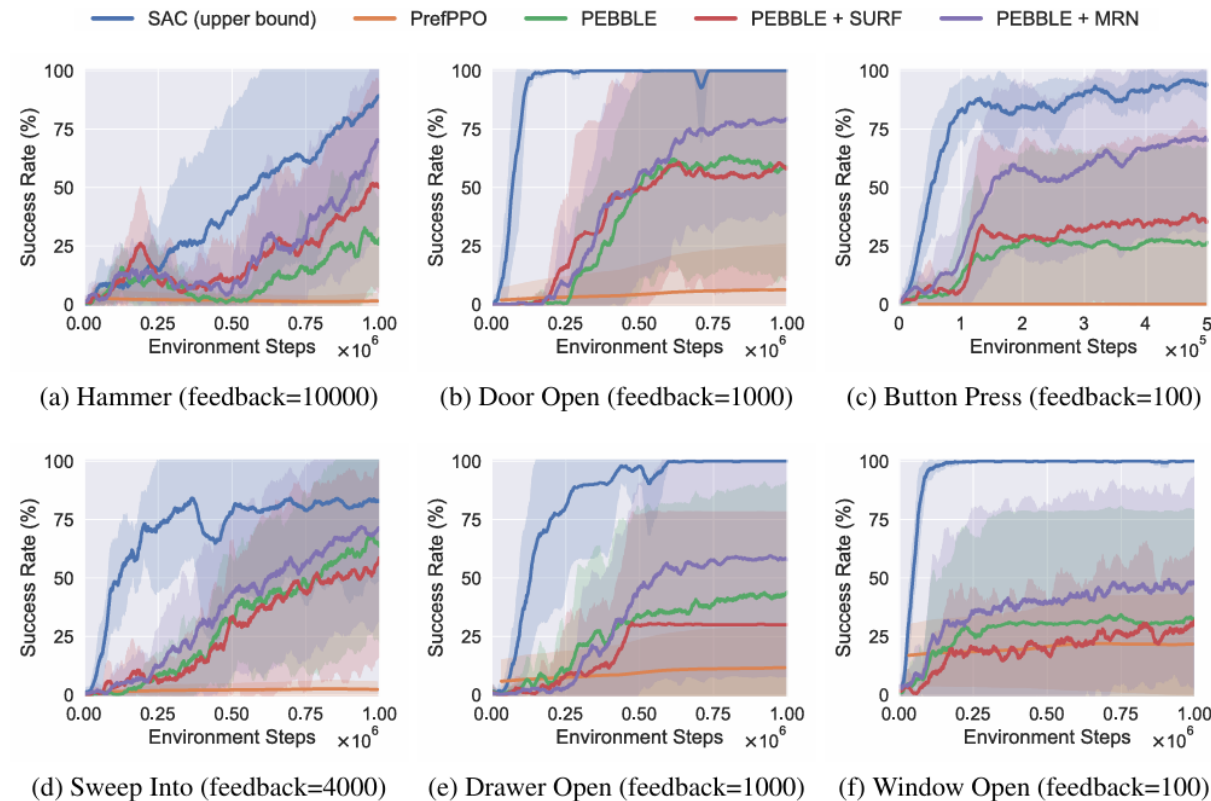 SAC (upper bound) PrefPPO PEBBLE PEBBLE + SURF PEBBLE + MRN
Success Rate (%)
100
75
50
25
0
0.00 0.25 0.50 0.75 1.00
Environment Steps ×10⁶
(a) Hammer (feedback=10000)
Success Rate (%)
100
75
50
25
0
0.00 0.25 0.50 0.75 1.00
Environment Steps ×10⁶
(b) Door Open (feedback=1000)
Success Rate (%)
100
75
50
25
0
0 1 2 3 4 5
Environment Steps ×10⁵
(c) Button Press (feedback=100)
Success Rate (%)
100
75
50
25
0
0.00 0.25 0.50 0.75 1.00
Environment Steps ×10⁶
(d) Sweep Into (feedback=4000)
Success Rate (%)
100
75
50
25
0
0.00 0.25 0.50 0.75 1.00
Environment Steps ×10⁶
(e) Drawer Open (feedback=1000)
Success Rate (%)
100
75
50
25
0
0.00 0.25 0.50 0.75 1.00
Environment Steps ×10⁶
(f) Window Open (feedback=100)